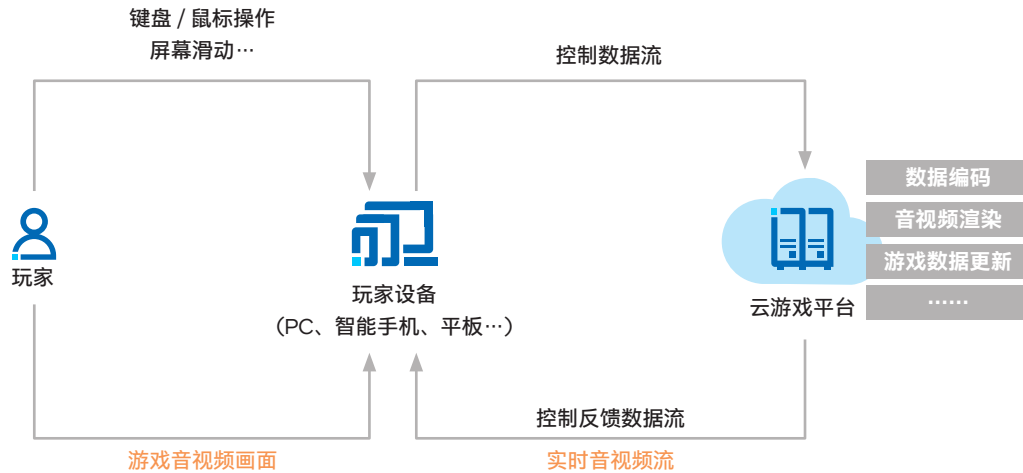 键盘 / 鼠标操作
屏幕滑动…
控制数据流
数据编码
音视频渲染
游戏数据更新
……
玩家
玩家设备
（PC、智能手机、平板…）
云游戏平台
控制反馈数据流
游戏音视频画面
实时音视频流